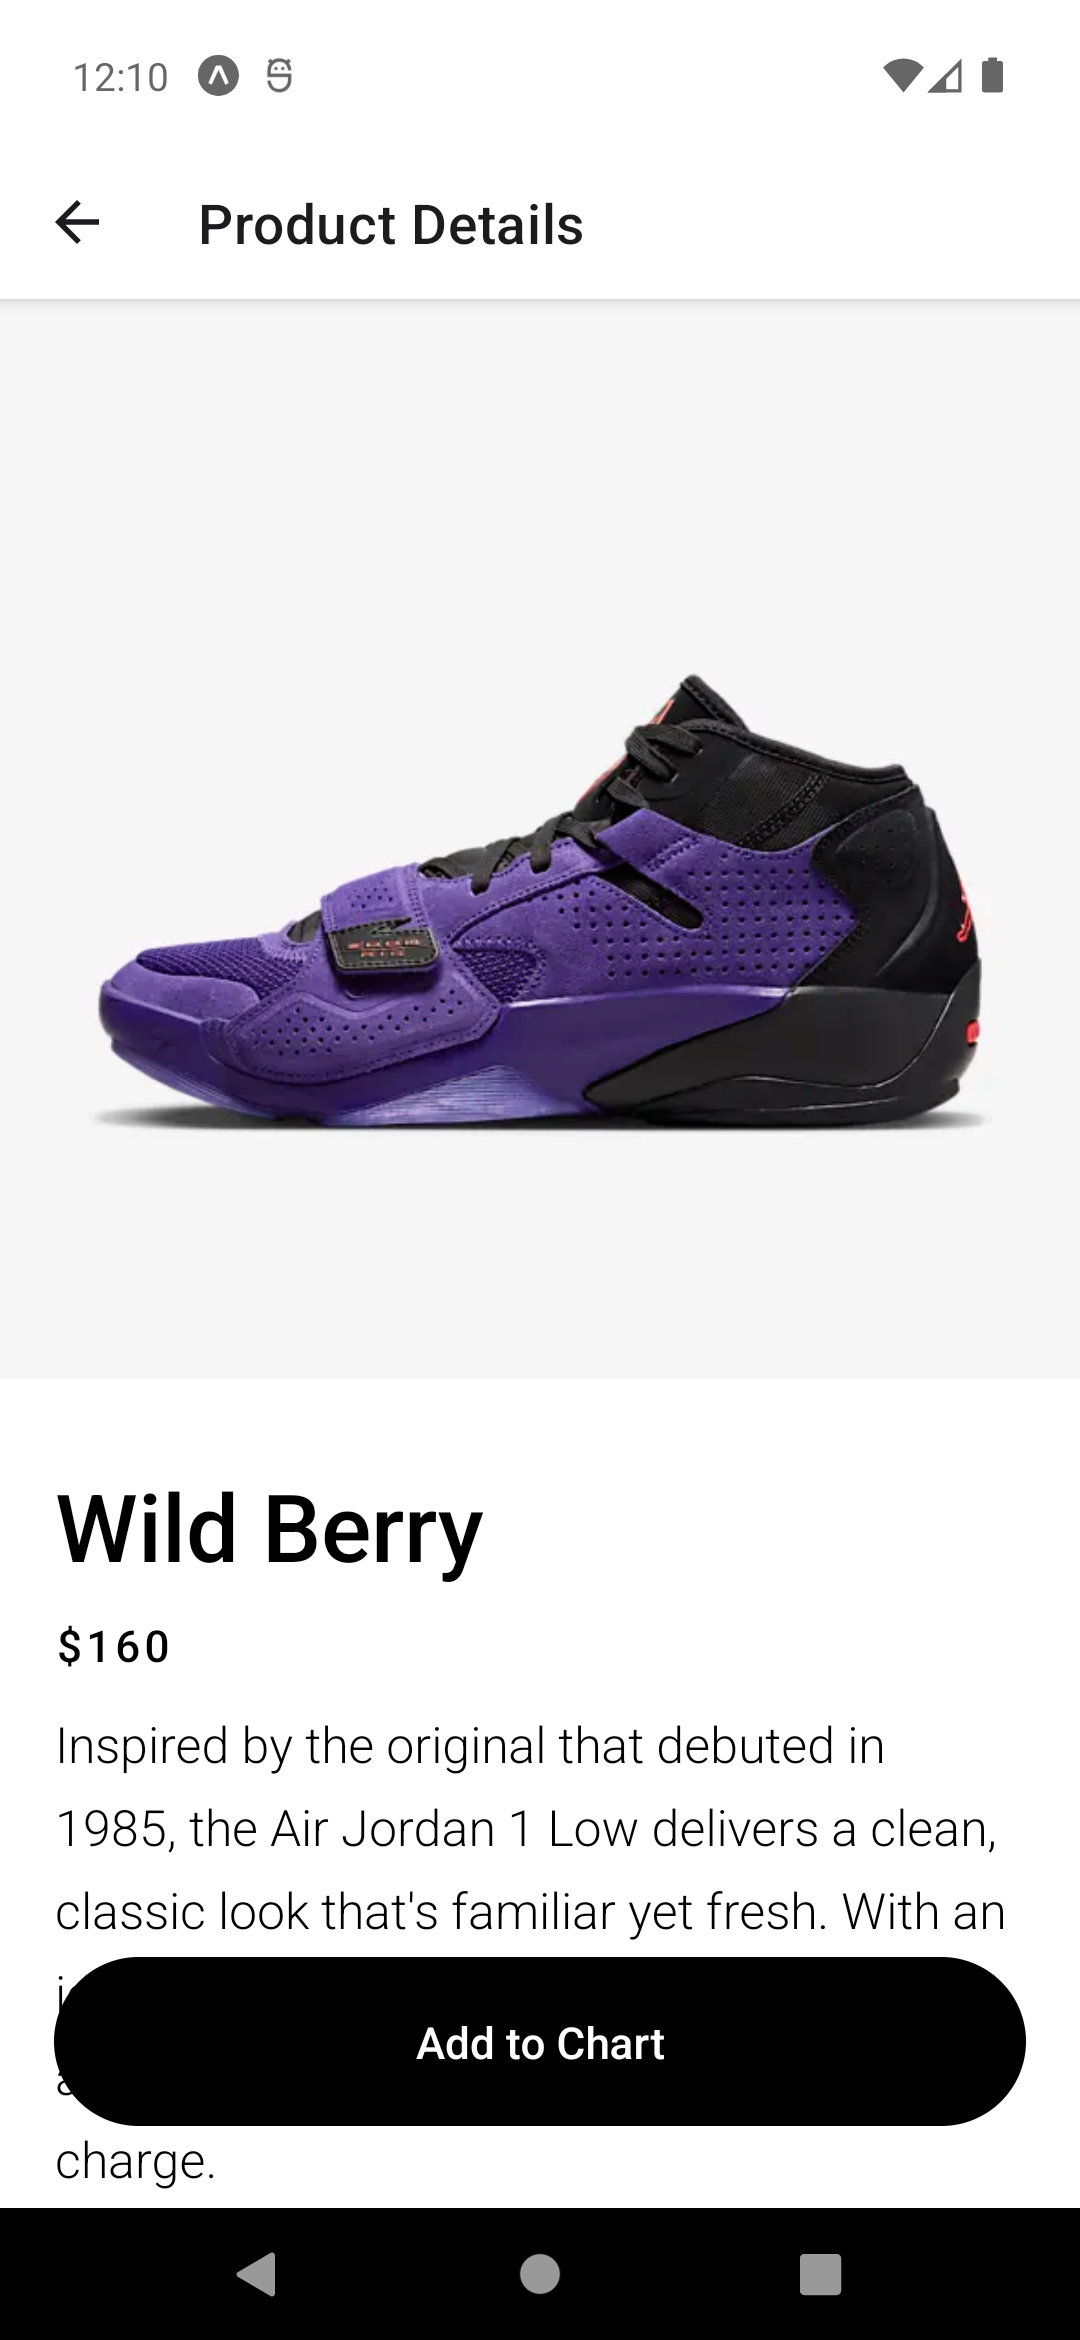 12:10
Product Details
Wild Berry
$160
Inspired by the original that debuted in
1985, the Air Jordan 1 Low delivers a clean,
classic look that's familiar yet fresh. With an
Add to Chart
charge.